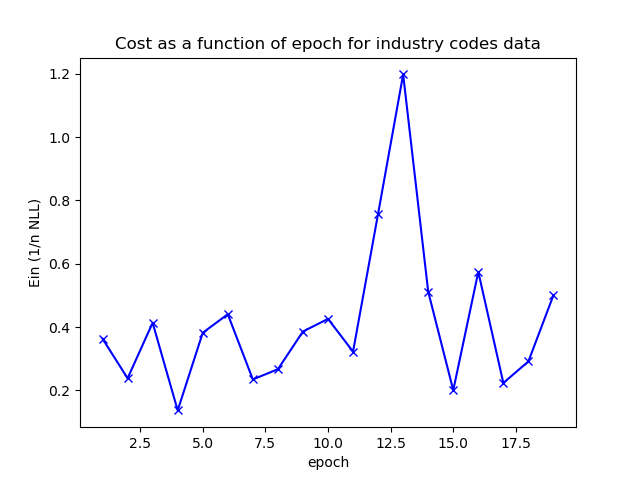 Cost as a function of epoch for industry codes data
1.2
1.0
0.8
0.6
0.4
0.2
Ein (1/n NLL)
2.5 5.0 7.5 10.0 12.5 15.0 17.5
epoch